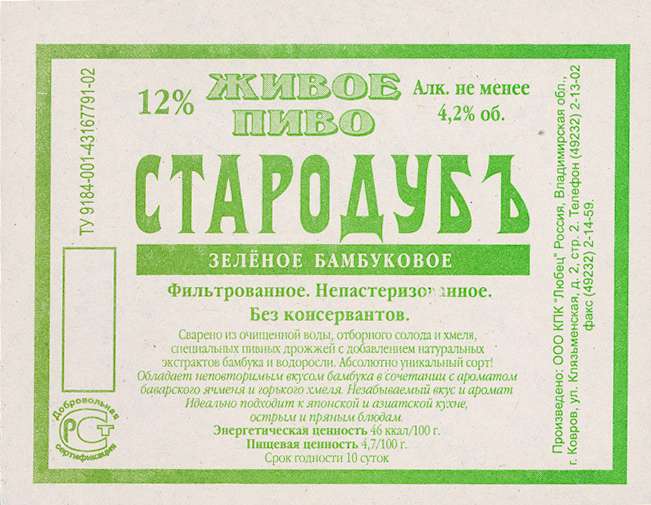 12%
ЖИВОЕ
ПИВО
Алк. не менее
4,2% об.
СТАРОДУБЪ
ЗЕЛЁНОЕ БАМБУКОВОЕ
Фильтрованное. Непастеризованное.
Без консервантов.
Сварено из очищенной воды, отборного солода и хмеля,
специальных пивных дрожжей с добавлением натуральных
экстрактов бамбука и водоросли. Абсолютно уникальный сорт!
Обладает неповторимым вкусом бамбука в сочетании с ароматом
баварского ячменя и горького хмеля. Незабываемый вкус и аромат
Идеально подходит к японской и азиатской кухне,
острым и пряным блюдам.
Энергетическая ценность 46 ккал/100 г.
Пищевая ценность 4,7/100 г.
Срок годности 10 суток
ТУ 9184-001-43167791-02
Добровольная
РСТ
сертификация
Произведено: ООО КПК "Любец" Россия, Владимирская обл.,
г. Ковров, ул. Клязьменская, д. 2, стр. 2. Телефон (49232) 2-13-02
факс (49232) 2-14-59.